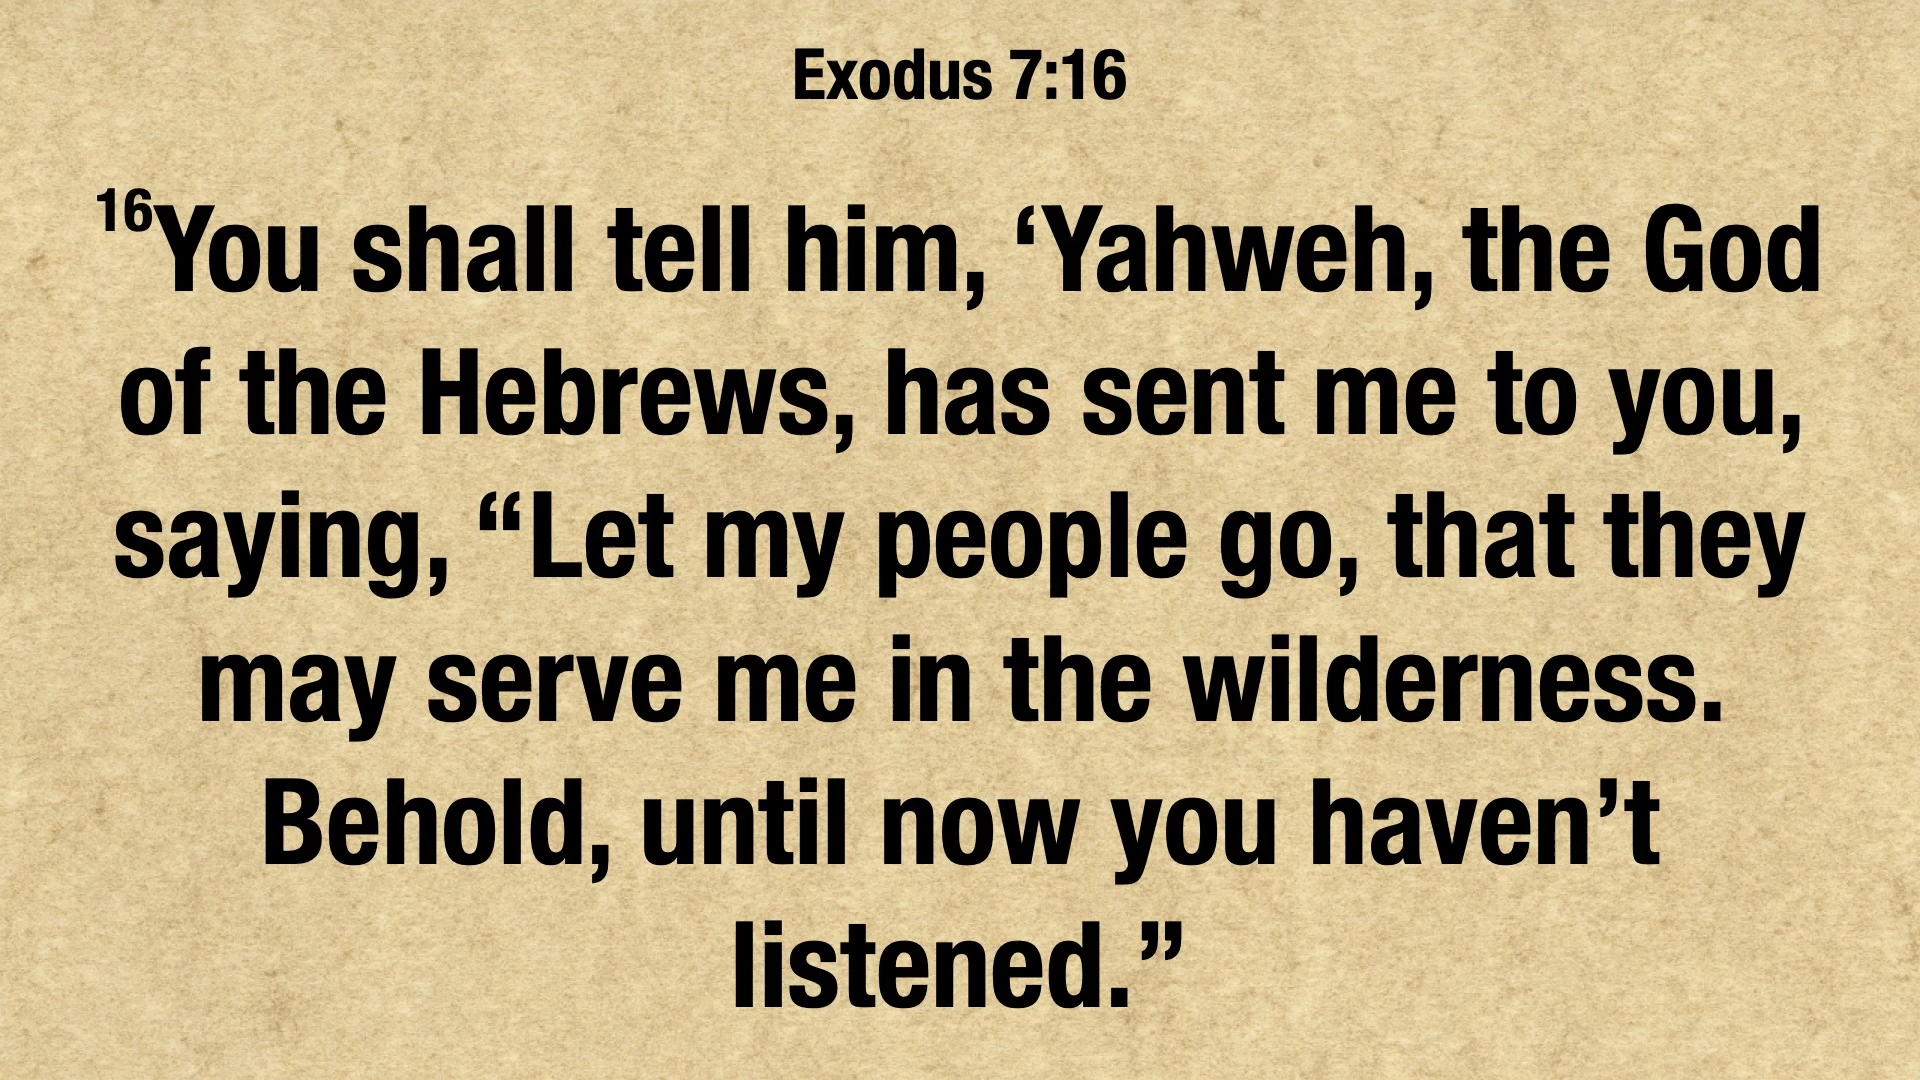 Exodus 7:16
16You shall tell him, ‘Yahweh, the God
of the Hebrews, has sent me to you,
saying, “Let my people go, that they
may serve me in the wilderness.
Behold, until now you haven’t
listened.”